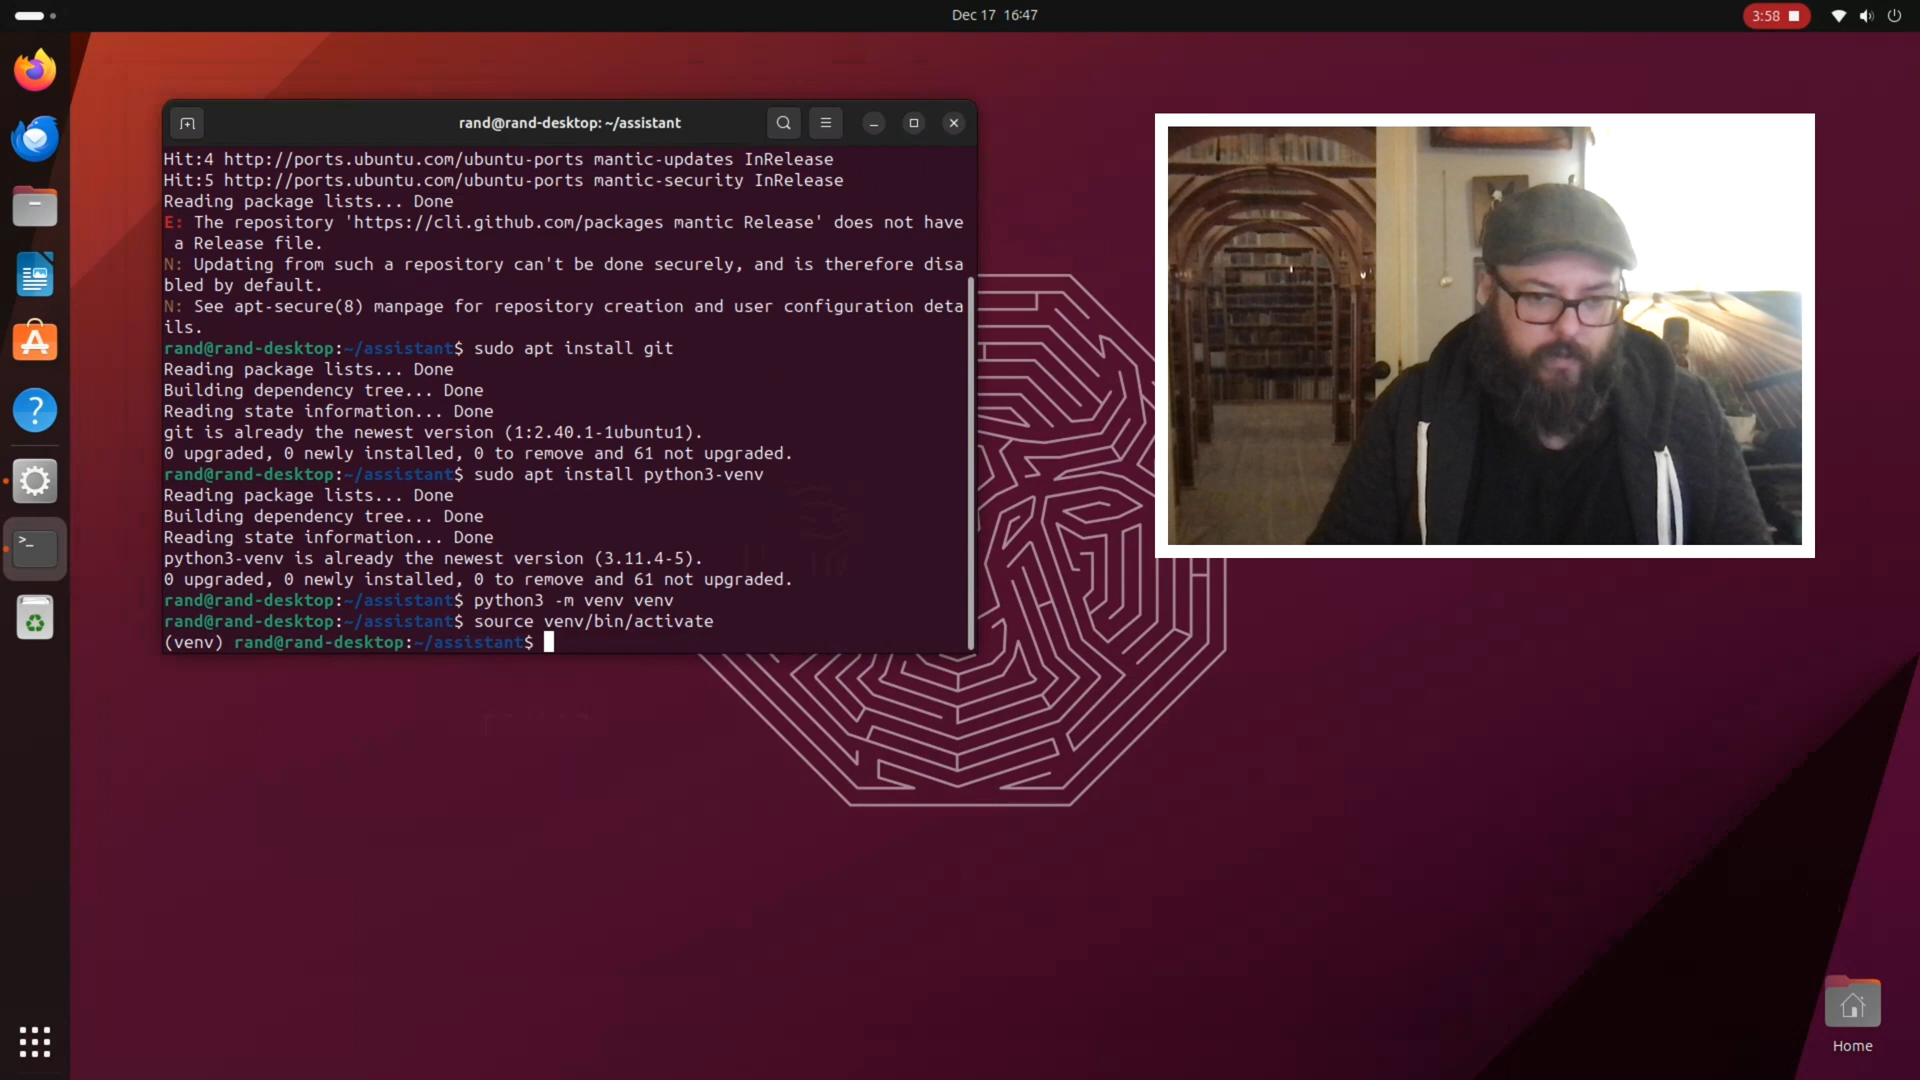 Dec 17 16:47
3:58
rand@rand-desktop: ~/assistant
Hit:4 http://ports.ubuntu.com/ubuntu-ports mantic-updates InRelease
Hit:5 http://ports.ubuntu.com/ubuntu-ports mantic-security InRelease
Reading package lists... Done
E: The repository 'https://cli.github.com/packages mantic Release' does not have
a Release file.
N: Updating from such a repository can't be done securely, and is therefore disa
bled by default.
N: See apt-secure(8) manpage for repository creation and user configuration deta
ils.
rand@rand-desktop:~/assistant$ sudo apt install git
Reading package lists... Done
Building dependency tree... Done
Reading state information... Done
git is already the newest version (1:2.40.1-1ubuntu1).
0 upgraded, 0 newly installed, 0 to remove and 61 not upgraded.
rand@rand-desktop:~/assistant$ sudo apt install python3-venv
Reading package lists... Done
Building dependency tree... Done
Reading state information... Done
python3-venv is already the newest version (3.11.4-5).
0 upgraded, 0 newly installed, 0 to remove and 61 not upgraded.
rand@rand-desktop:~/assistant$ python3 -m venv venv
rand@rand-desktop:~/assistant$ source venv/bin/activate
(venv) rand@rand-desktop:~/assistant$
Home